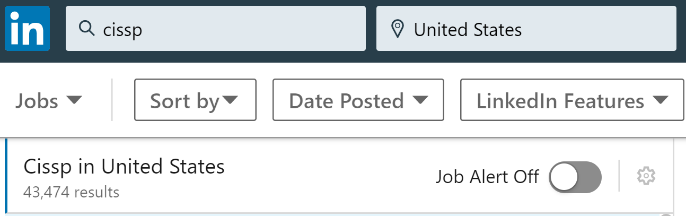 in cissp United States
Jobs Sort by Date Posted LinkedIn Features
Cissp in United States
43,474 results
Job Alert Off